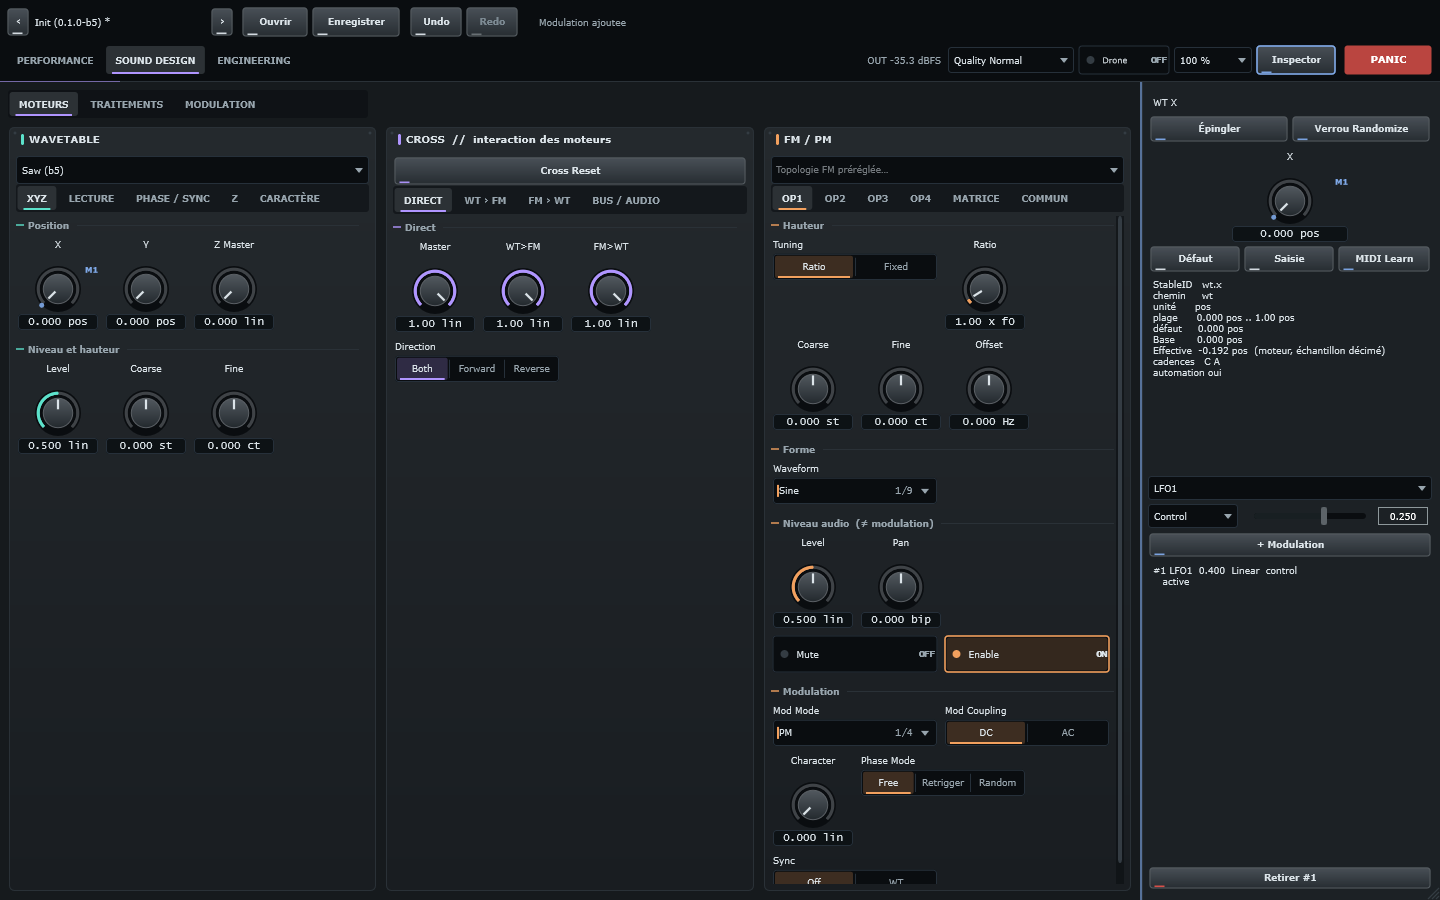 ‹ Init (0.1.0-b5) * › Ouvrir Enregistrer Undo Redo Modulation ajoutee
PERFORMANCE SOUND DESIGN ENGINEERING OUT -35.3 dBFS Quality Normal Drone OFF 100 % Inspector PANIC
MOTEURS TRAITEMENTS MODULATION
WAVETABLE
Saw (b5)
XYZ LECTURE PHASE / SYNC Z CARACTÈRE
Position
X Y Z Master
M1
0.000 pos 0.000 pos 0.000 lin
Niveau et hauteur
Level Coarse Fine
0.500 lin 0.000 st 0.000 ct
CROSS // interaction des moteurs
Cross Reset
DIRECT WT › FM FM › WT BUS / AUDIO
Direct
Master WT>FM FM>WT
1.00 lin 1.00 lin 1.00 lin
Direction
Both Forward Reverse
FM / PM
Topologie FM préréglée...
OP1 OP2 OP3 OP4 MATRICE COMMUN
Hauteur
Tuning Ratio
Ratio Fixed
1.00 x f0
Coarse Fine Offset
0.000 st 0.000 ct 0.000 Hz
Forme
Waveform
Sine 1/9
Niveau audio (≠ modulation)
Level Pan
0.500 lin 0.000 bip
Mute OFF Enable ON
Modulation
Mod Mode Mod Coupling
PM 1/4 DC AC
Character Phase Mode
Free Retrigger Random
0.000 lin
Sync
Off WT
WT X
Épingler Verrou Randomize
X
M1
0.000 pos
Défaut Saisie MIDI Learn
StableID wt.x
chemin wt
unité pos
plage 0.000 pos .. 1.00 pos
défaut 0.000 pos
Base 0.000 pos
Effective -0.192 pos (moteur, échantillon décimé)
cadences C A
automation oui
LFO1
Control 0.250
+ Modulation
#1 LFO1 0.400 Linear control
active
Retirer #1